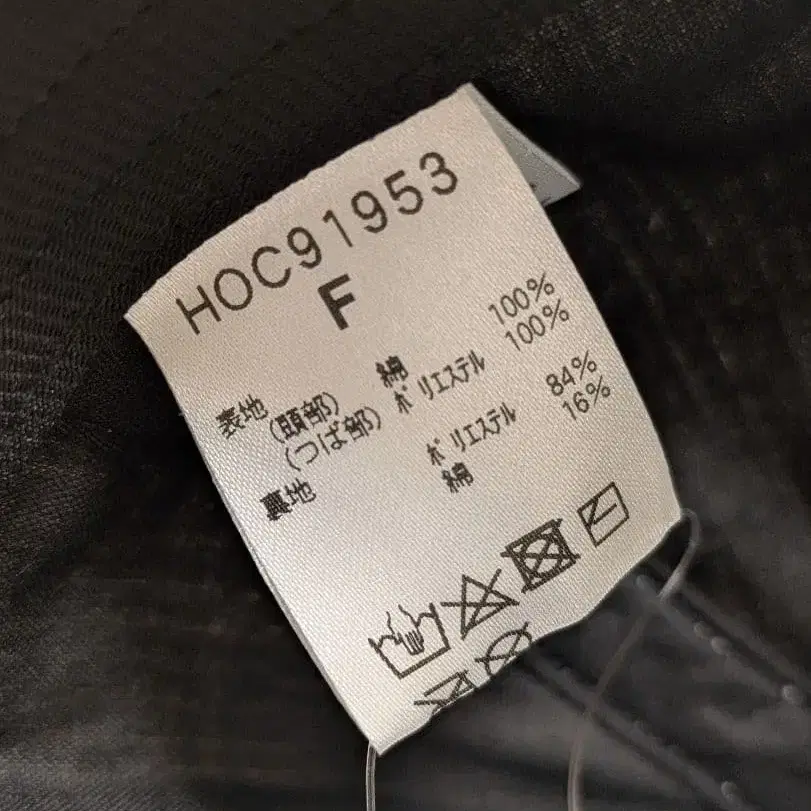 HOC91953
F
表地 (頭部) 綿 100%
(つば部) ポリエステル 100%
裏地 ポリエステル 84%
綿 16%